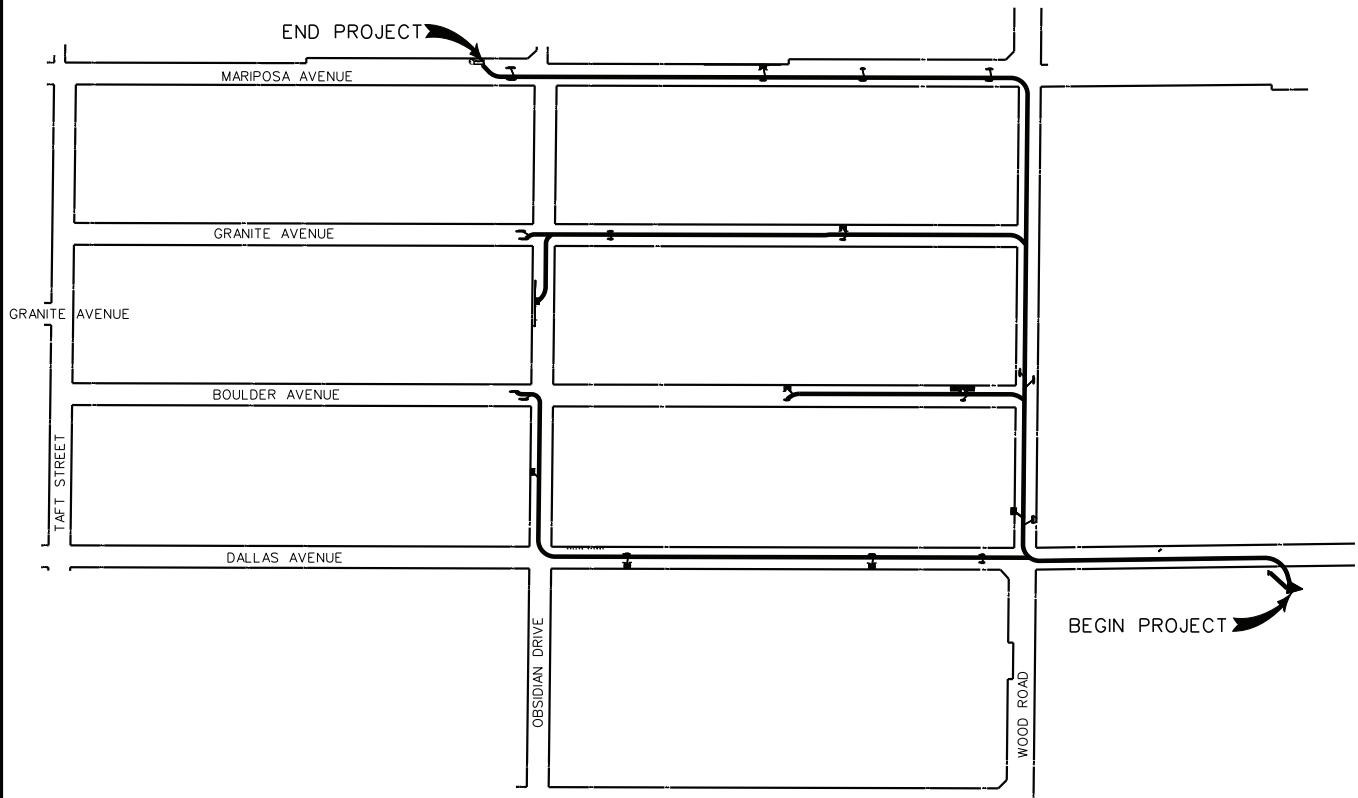 END PROJECT
MARIPOSA AVENUE
GRANITE AVENUE
GRANITE AVENUE
BOULDER AVENUE
TAFT STREET
DALLAS AVENUE
BEGIN PROJECT
OBSIDIAN DRIVE
WOOD ROAD